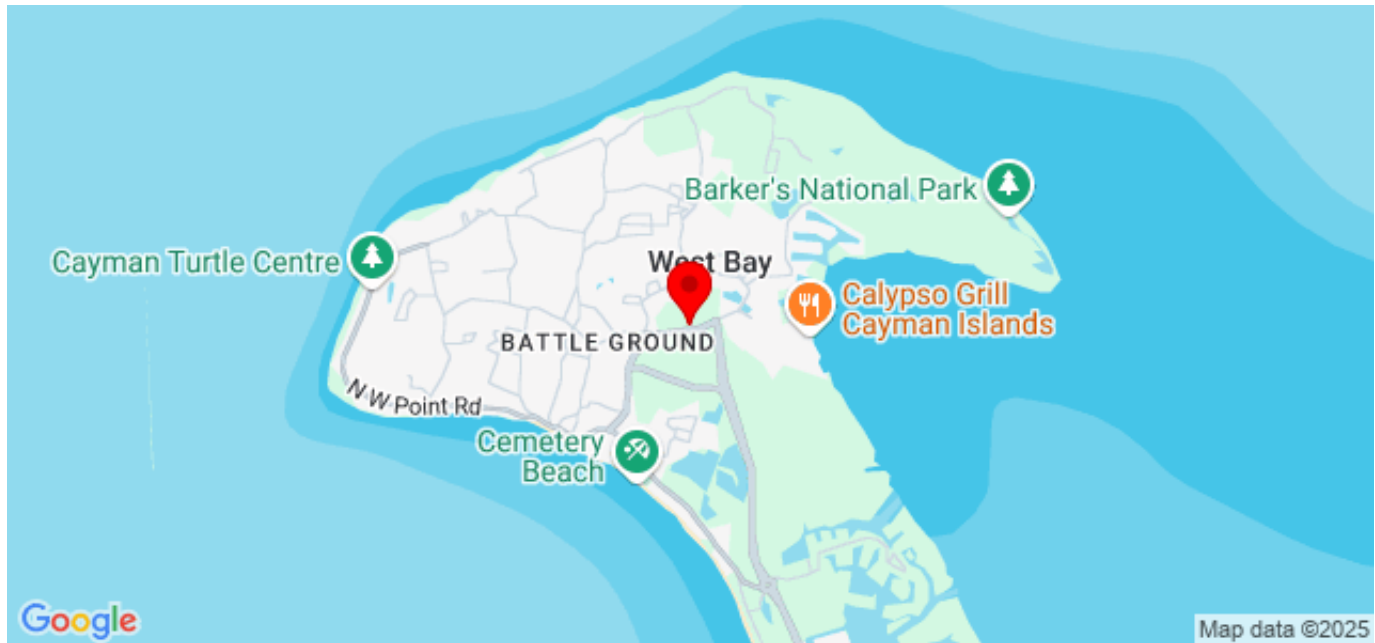 Barker's National Park
Cayman Turtle Centre
West Bay
Calypso Grill
Cayman Islands
BATTLE GROUND
N W Point Rd
Cemetery
Beach
Google
Map data ©2025